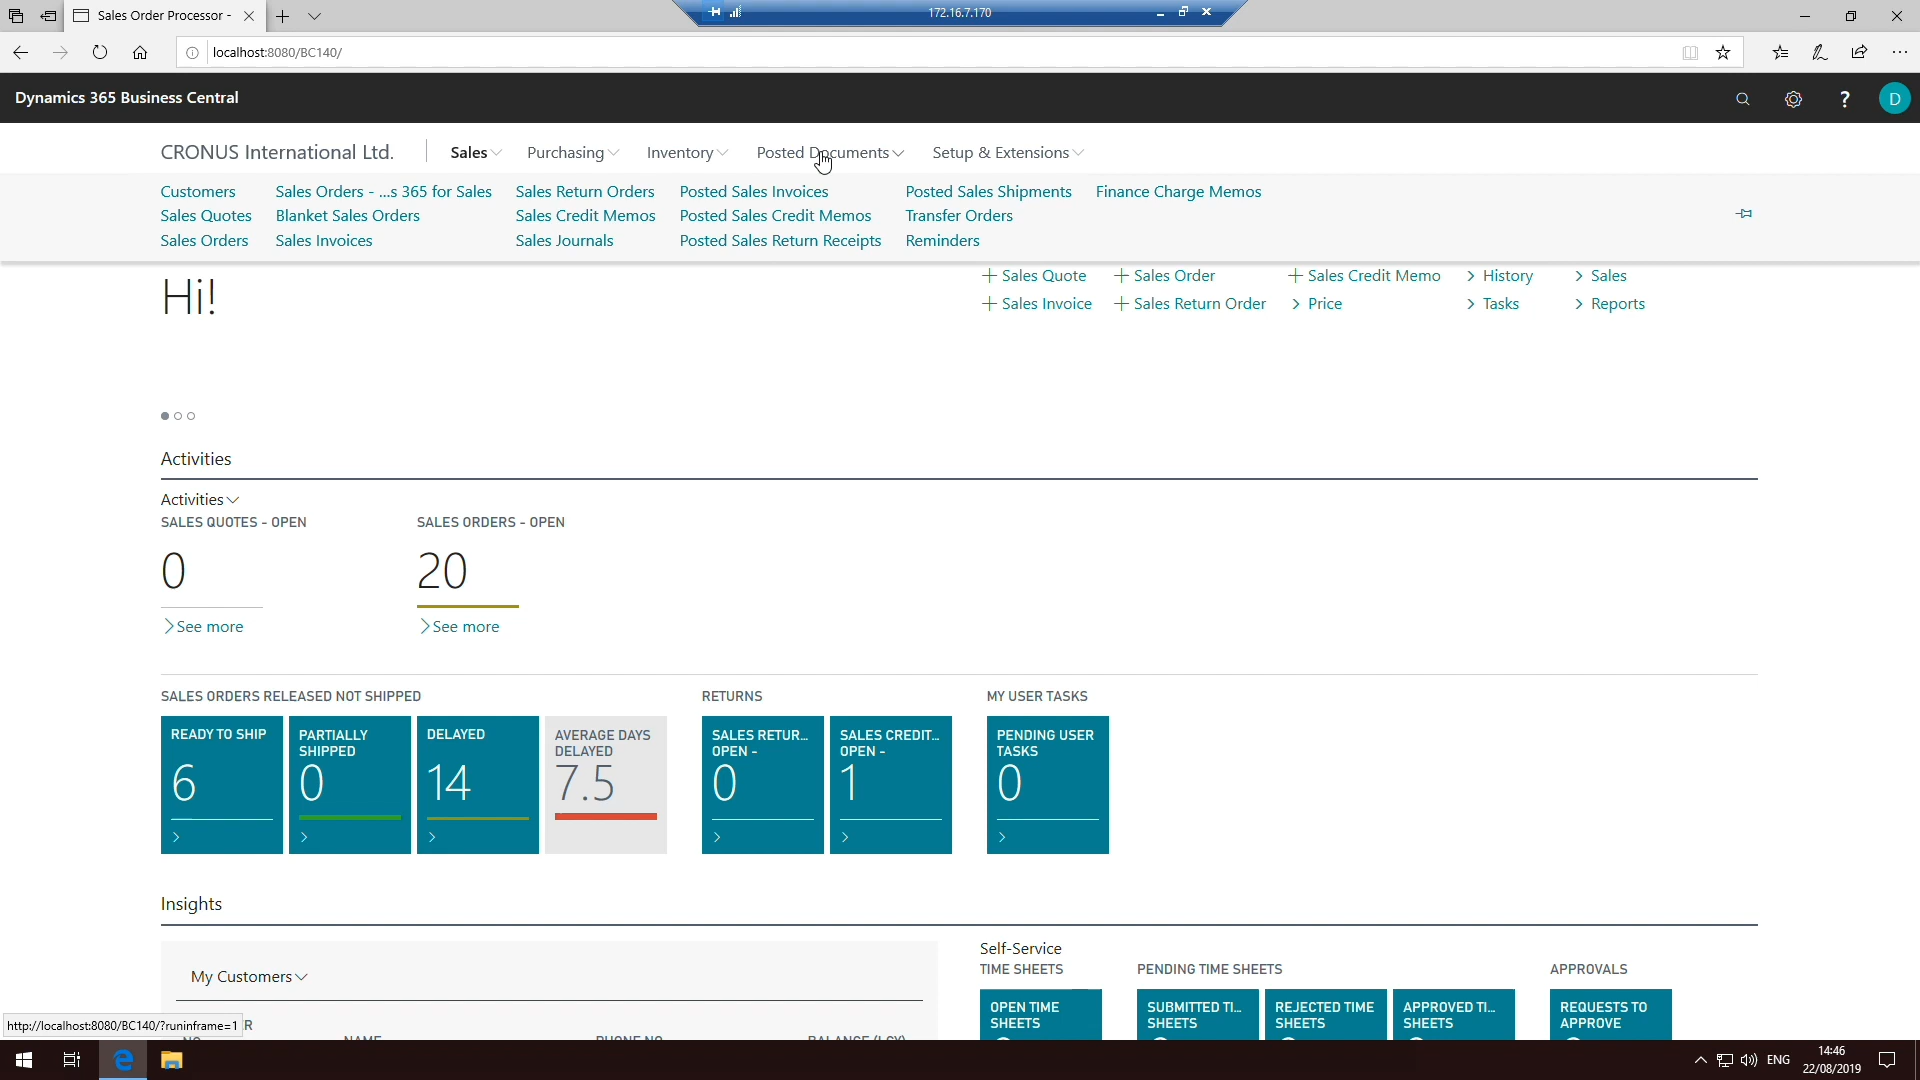 Sales Order Processor -
172.16.7.170
localhost:8080/BC140/
Dynamics 365 Business Central
? D
CRONUS International Ltd. Sales Purchasing Inventory Posted Documents Setup & Extensions
Customers Sales Orders - ...s 365 for Sales Sales Return Orders Posted Sales Invoices Posted Sales Shipments Finance Charge Memos
Sales Quotes Blanket Sales Orders Sales Credit Memos Posted Sales Credit Memos Transfer Orders
Sales Orders Sales Invoices Sales Journals Posted Sales Return Receipts Reminders
Hi!
+ Sales Quote + Sales Order + Sales Credit Memo > History > Sales
+ Sales Invoice + Sales Return Order > Price > Tasks > Reports
Activities
Activities
SALES QUOTES - OPEN SALES ORDERS - OPEN
0 20
>See more >See more
SALES ORDERS RELEASED NOT SHIPPED RETURNS MY USER TASKS
READY TO SHIP
6
PARTIALLY
SHIPPED
0
DELAYED
14
AVERAGE DAYS
DELAYED
7.5
SALES RETUR...
OPEN -
0
SALES CREDIT...
OPEN -
1
PENDING USER
TASKS
0
Insights
My Customers
Self-Service
TIME SHEETS PENDING TIME SHEETS APPROVALS
OPEN TIME
SHEETS
SUBMITTED TI...
SHEETS
REJECTED TIME
SHEETS
APPROVED TI...
SHEETS
REQUESTS TO
APPROVE
http://localhost:8080/BC140/?runinframe=1 R
NO. NAME PHONE NO. BALANCE (LCY)
ENG
14:46
22/08/2019